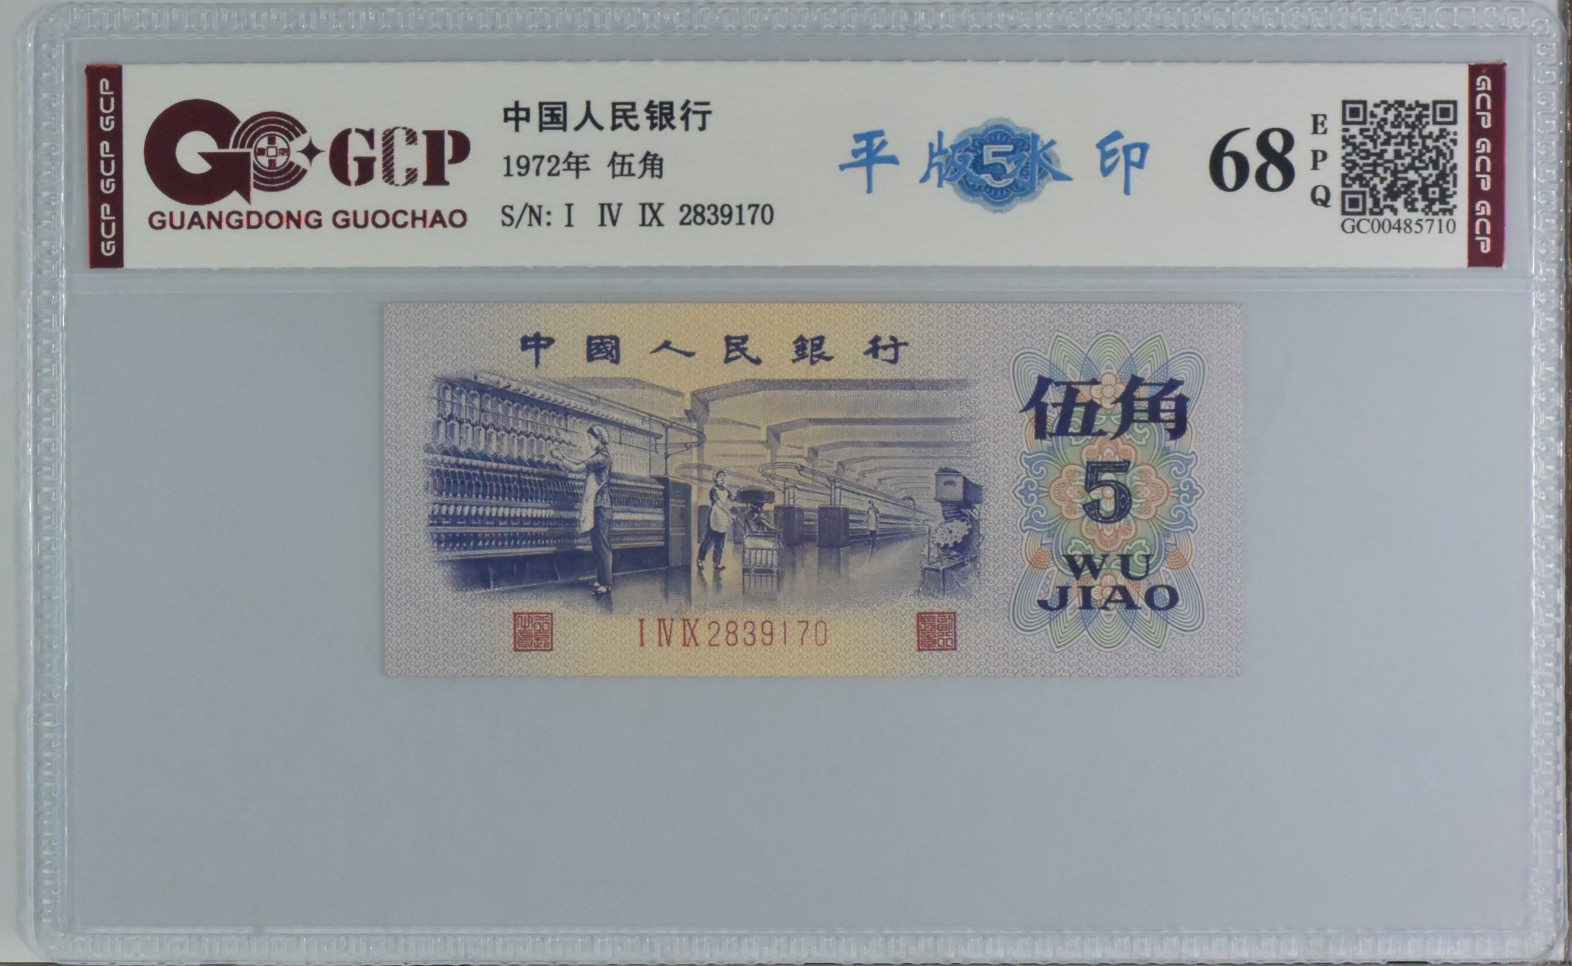 GCP GCP GCP
GCP
GUANGDONG GUOCHAO
中国人民银行
1972年 伍角
S/N: I IV IX 2839170
平版5水印
68
EPQ
GC00485710
GCP GCP GCP
中國人民銀行
伍角
5
WU
JIAO
I IV IX 2839170